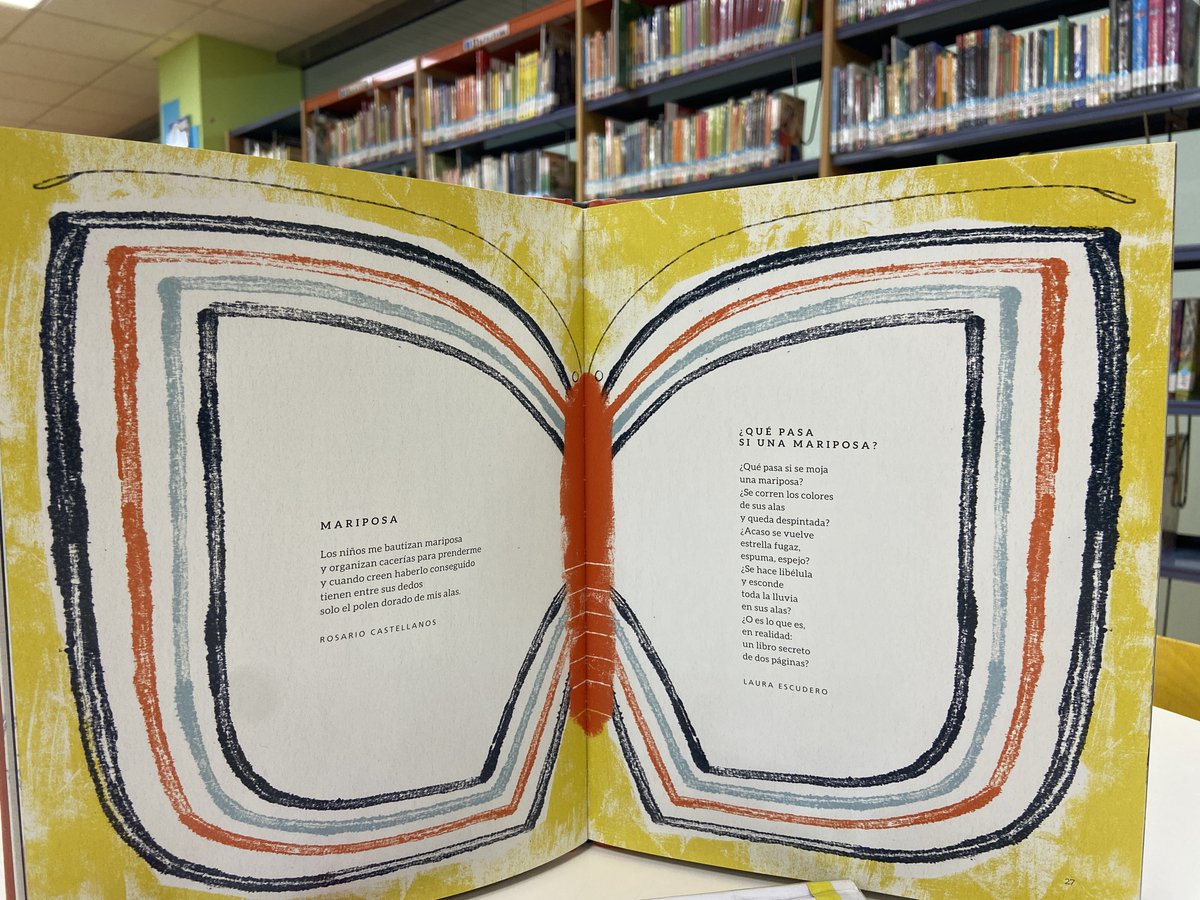 MARIPOSA
Los niños me bautizan mariposa
y organizan cacerías para prenderme
y cuando creen haberlo conseguido
tienen entre sus dedos
solo el polen dorado de mis alas.
ROSARIO CASTELLANOS
¿QUÉ PASA
SI UNA MARIPOSA?
¿Qué pasa si se moja
una mariposa?
¿Se corren los colores
de sus alas
y queda despintada?
¿Acaso se vuelve
estrella fugaz,
espuma, espejo?
¿Se hace libélula
y esconde
toda la lluvia
en sus alas?
¿O es lo que es,
en realidad:
un libro secreto
de dos páginas?
LAURA ESCUDERO
27